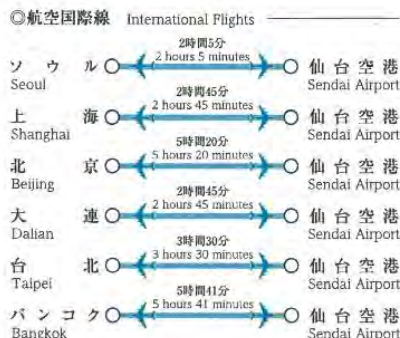 ◎航空国際線 International Flights
2時間5分
2 hours 5 minutes
ソウル 仙台空港
Seoul Sendai Airport
2時間45分
2 hours 45 minutes
上海 仙台空港
Shanghai Sendai Airport
5時間20分
5 hours 20 minutes
北京 仙台空港
Beijing Sendai Airport
2時間45分
2 hours 45 minutes
大連 仙台空港
Dalian Sendai Airport
3時間30分
3 hours 30 minutes
台北 仙台空港
Taipei Sendai Airport
5時間41分
5 hours 41 minutes
バンコク 仙台空港
Bangkok Sendai Airport